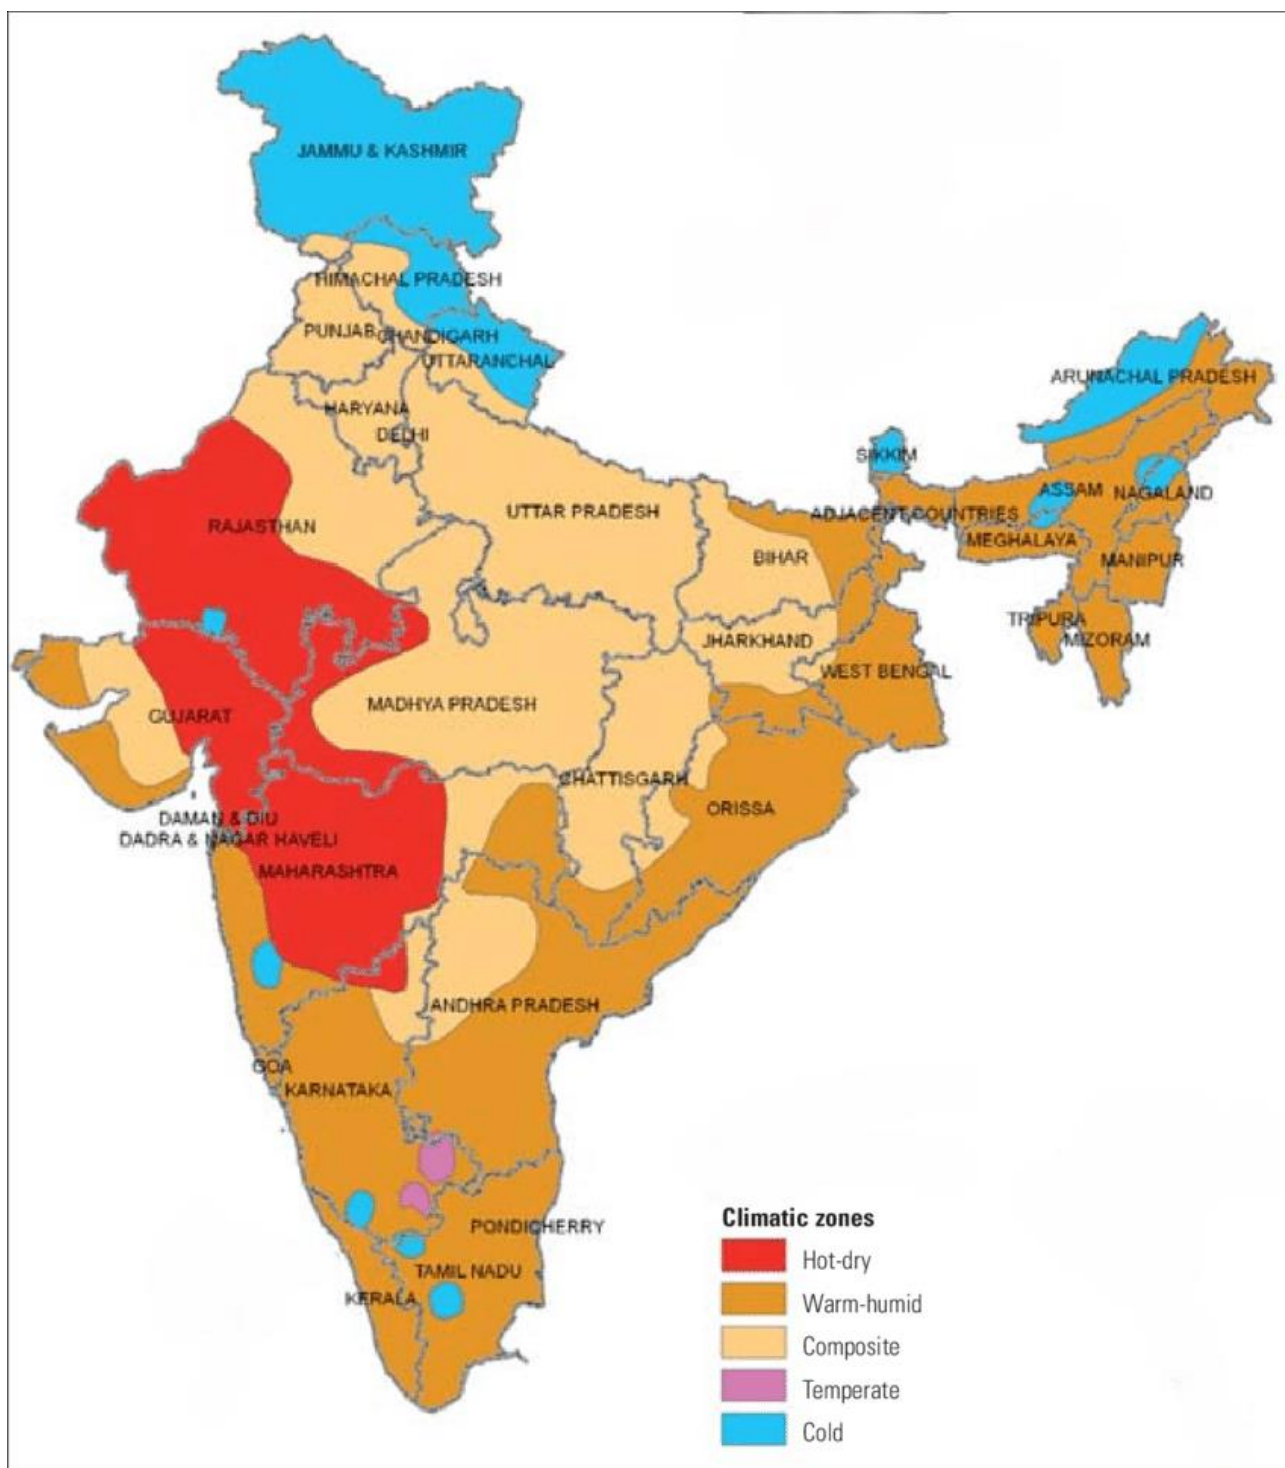 JAMMU & KASHMIR
HIMACHAL PRADESH
PUNJAB
CHANDIGARH
UTTARANCHAL
ARUNACHAL PRADESH
HARYANA
DELHI
SIKKIM
ASSAM
NAGALAND
RAJASTHAN
UTTAR PRADESH
ADJACENT COUNTRIES
MEGHALAYA
BIHAR
MANIPUR
TRIPURA
MIZORAM
JHARKHAND
WEST BENGAL
GUJARAT
MADHYA PRADESH
CHATTISGARH
ORISSA
DAMAN & DIU
DADRA & NAGAR HAVELI
MAHARASHTRA
ANDHRA PRADESH
GOA
KARNATAKA
PONDICHERRY
TAMIL NADU
KERALA
Climatic zones
Hot-dry
Warm-humid
Composite
Temperate
Cold